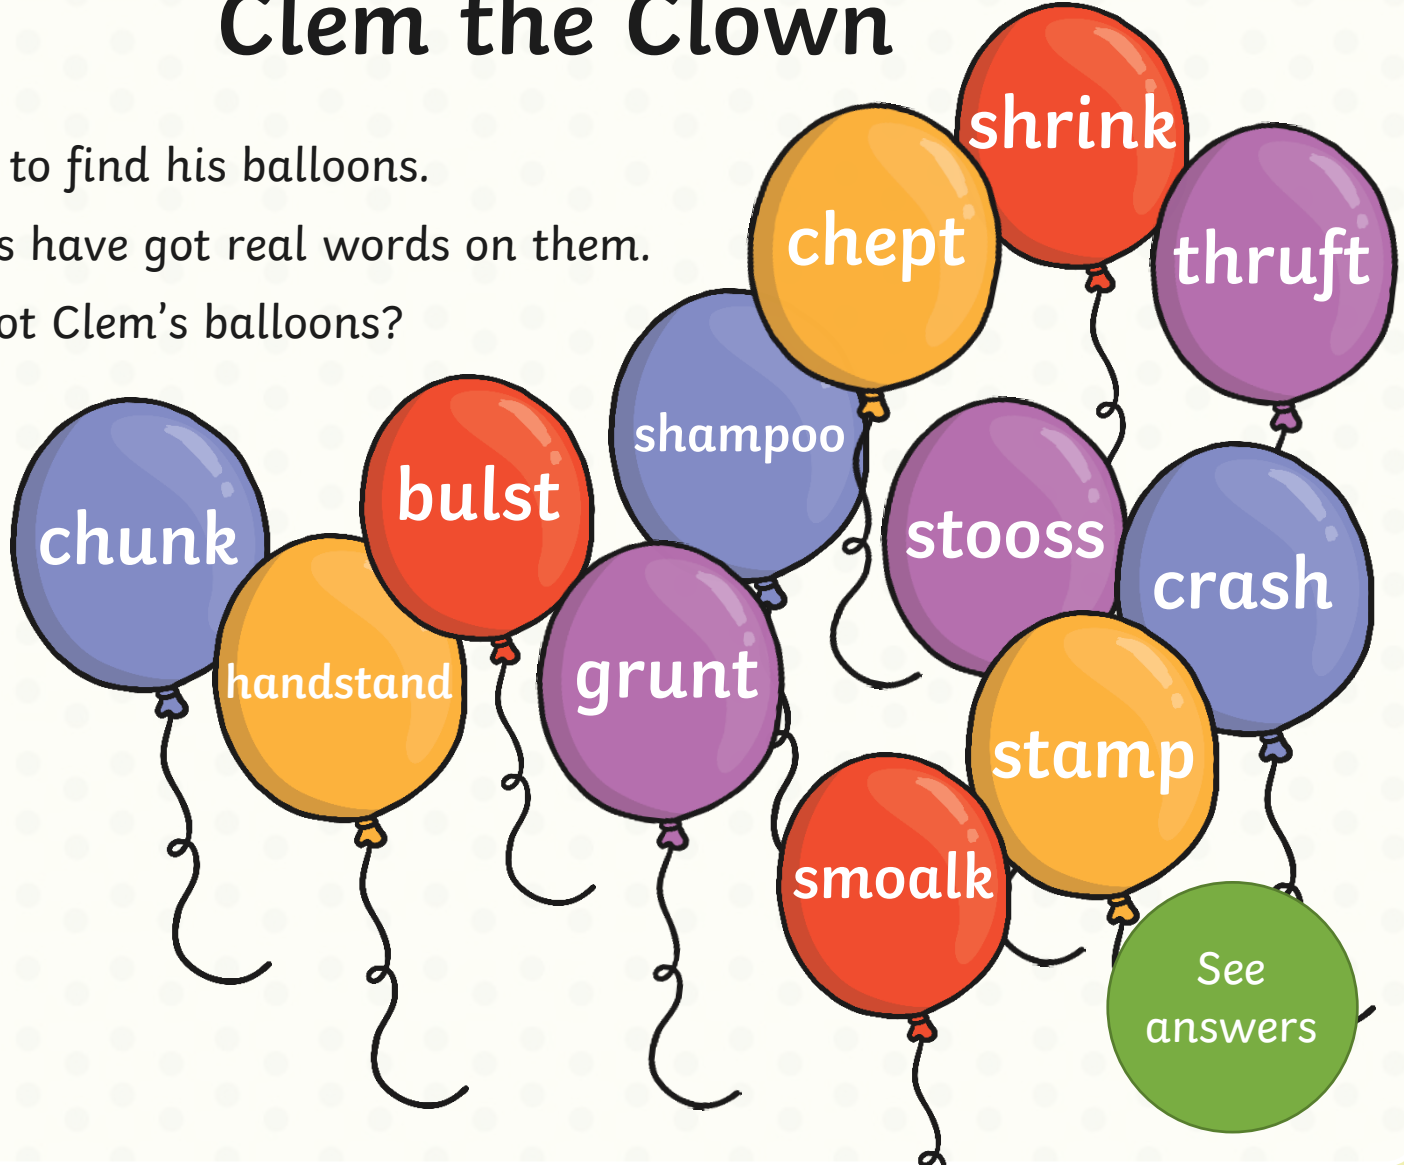 Clem the Clown
to find his balloons.
s have got real words on them.
ot Clem's balloons?
shrink
chept
thruft
shampoo
bulst
chunk
stooss
crash
handstand
grunt
stamp
smoalk
See
answers